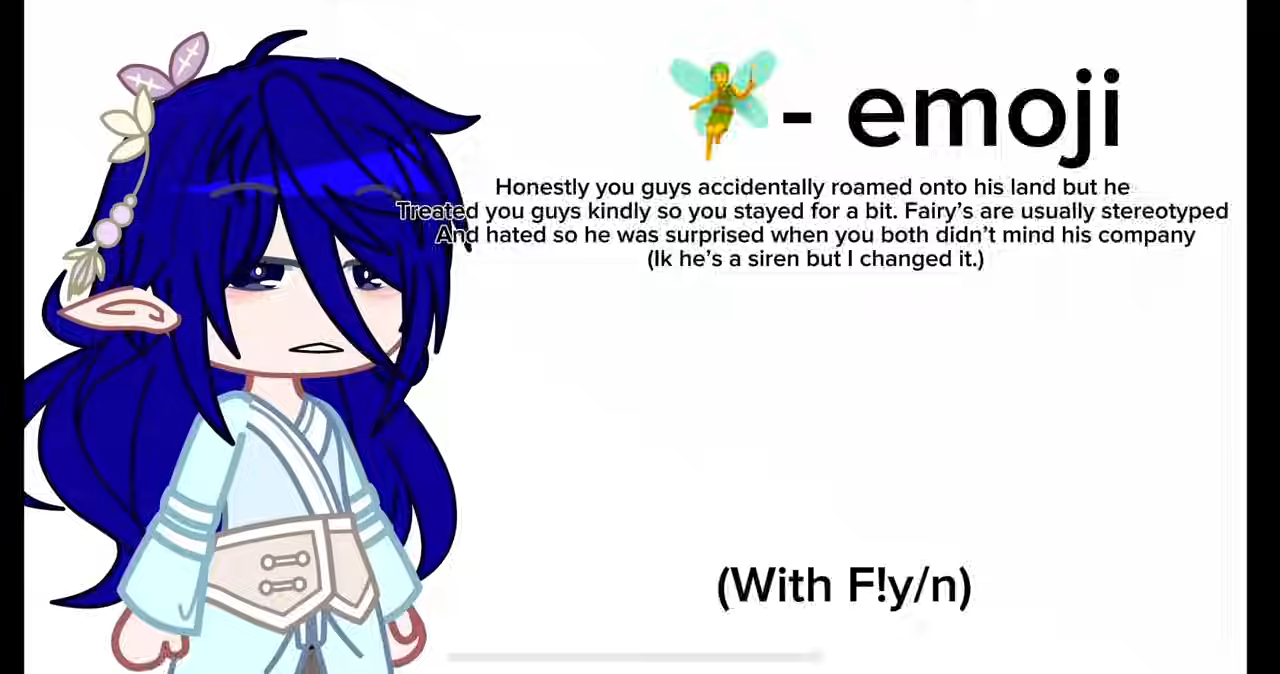 🧚- emoji
Honestly you guys accidentally roamed onto his land but he
Treated you guys kindly so you stayed for a bit. Fairy’s are usually stereotyped
And hated so he was surprised when you both didn’t mind his company
(Ik he’s a siren but I changed it.)
(With F!y/n)